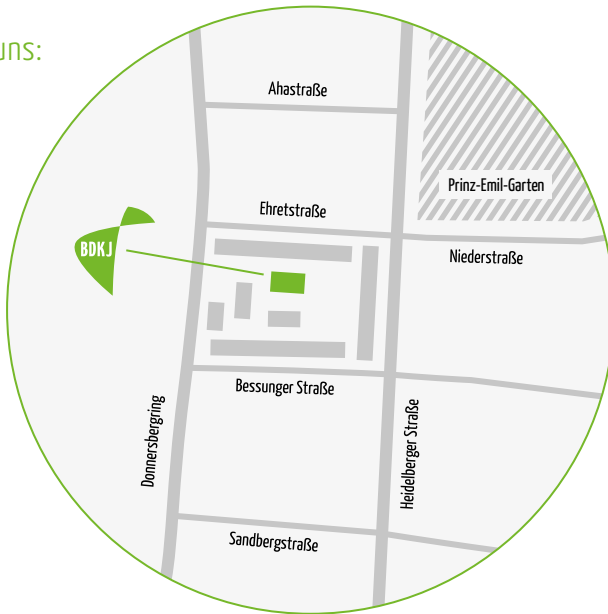 uns:
Ahastraße
Prinz-Emil-Garten
Ehretstraße
BDKJ
Niederstraße
Bessunger Straße
Donnersbergring
Heidelberger Straße
Sandbergstraße